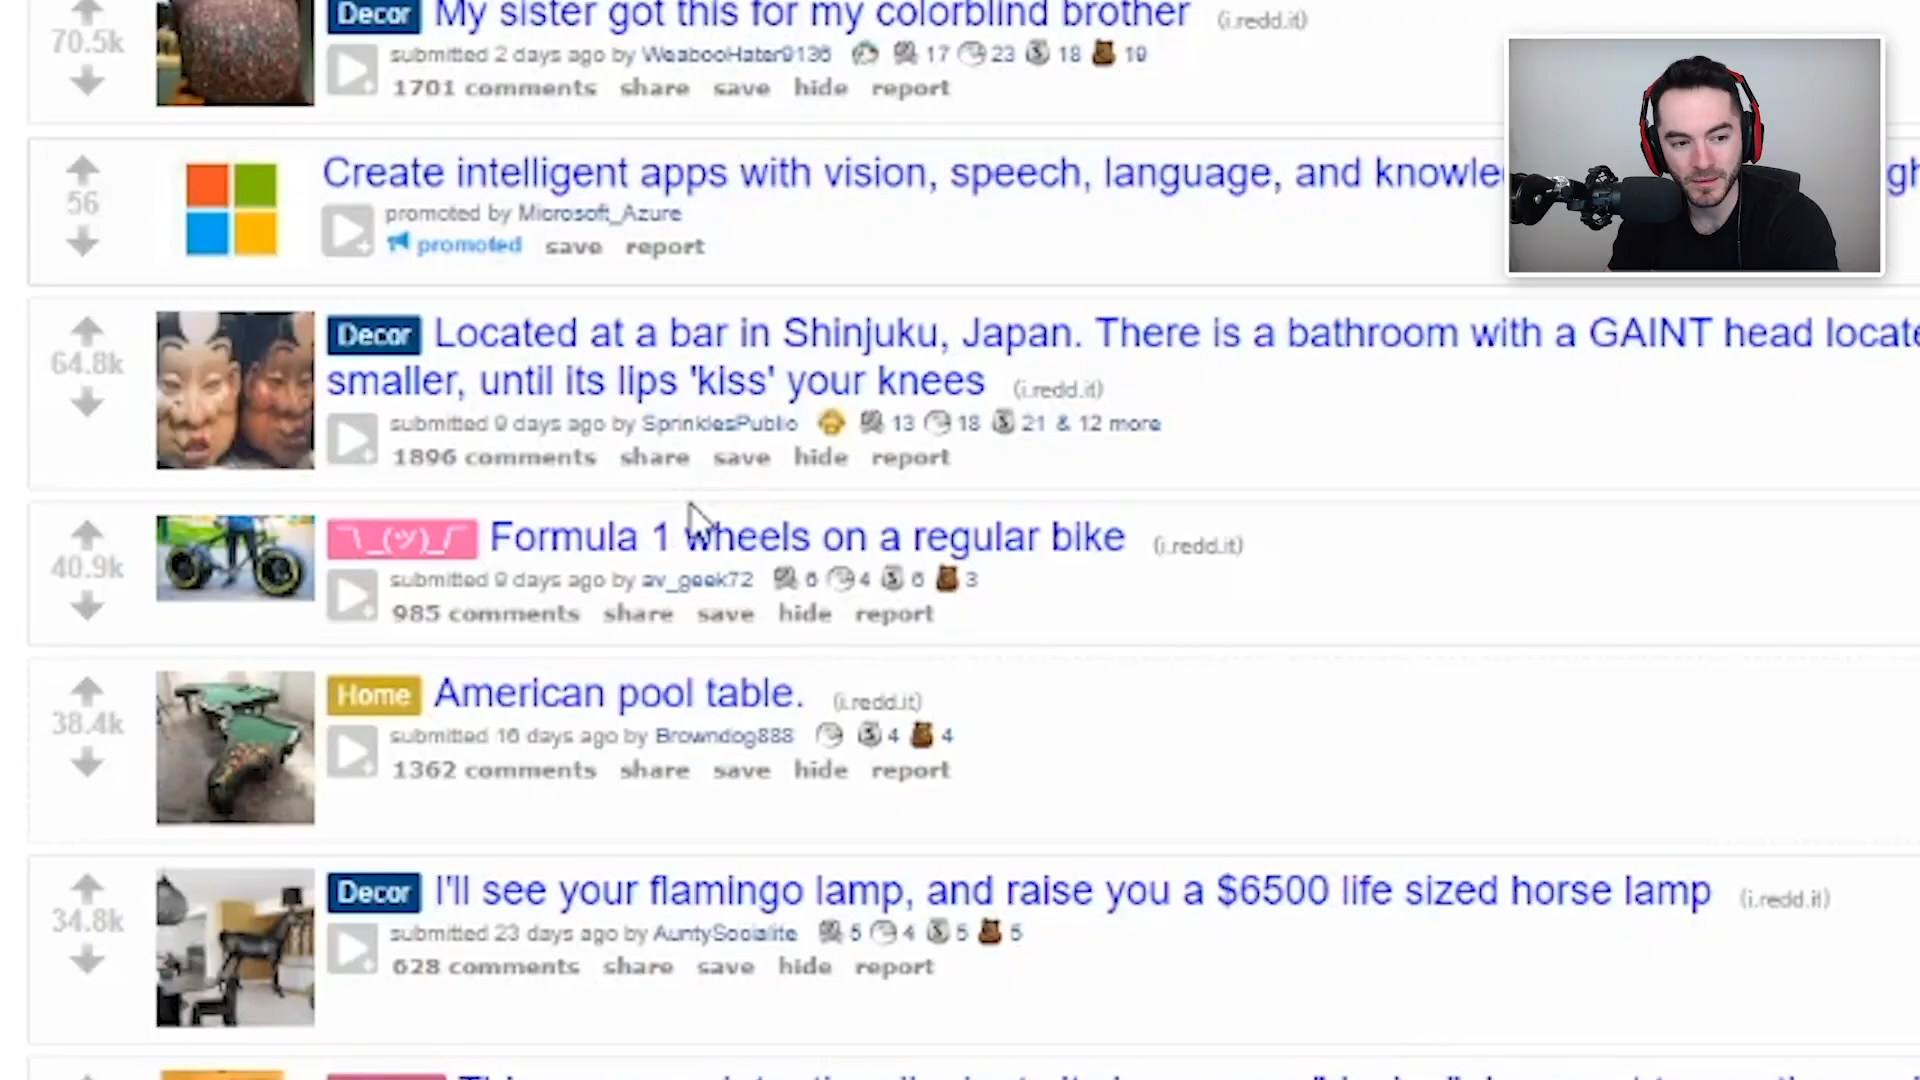 70.5k
Decor My sister got this for my colorblind brother (i.redd.it)
submitted 2 days ago by WeabooHater9136 17 23 18 19
1701 comments share save hide report
56
Create intelligent apps with vision, speech, language, and knowle
promoted by Microsoft_Azure
promoted save report
64.8k
Decor Located at a bar in Shinjuku, Japan. There is a bathroom with a GAINT head locate
smaller, until its lips 'kiss' your knees (i.redd.it)
submitted 9 days ago by SprinklesPublic 13 18 21 & 12 more
1896 comments share save hide report
40.9k
¯\_(ツ)_/¯ Formula 1 wheels on a regular bike (i.redd.it)
submitted 9 days ago by av_geek72 6 4 6 3
985 comments share save hide report
38.4k
Home American pool table. (i.redd.it)
submitted 16 days ago by Browndog888 4 4
1362 comments share save hide report
34.8k
Decor I'll see your flamingo lamp, and raise you a $6500 life sized horse lamp (i.redd.it)
submitted 23 days ago by AuntySocialite 5 4 5 5
628 comments share save hide report